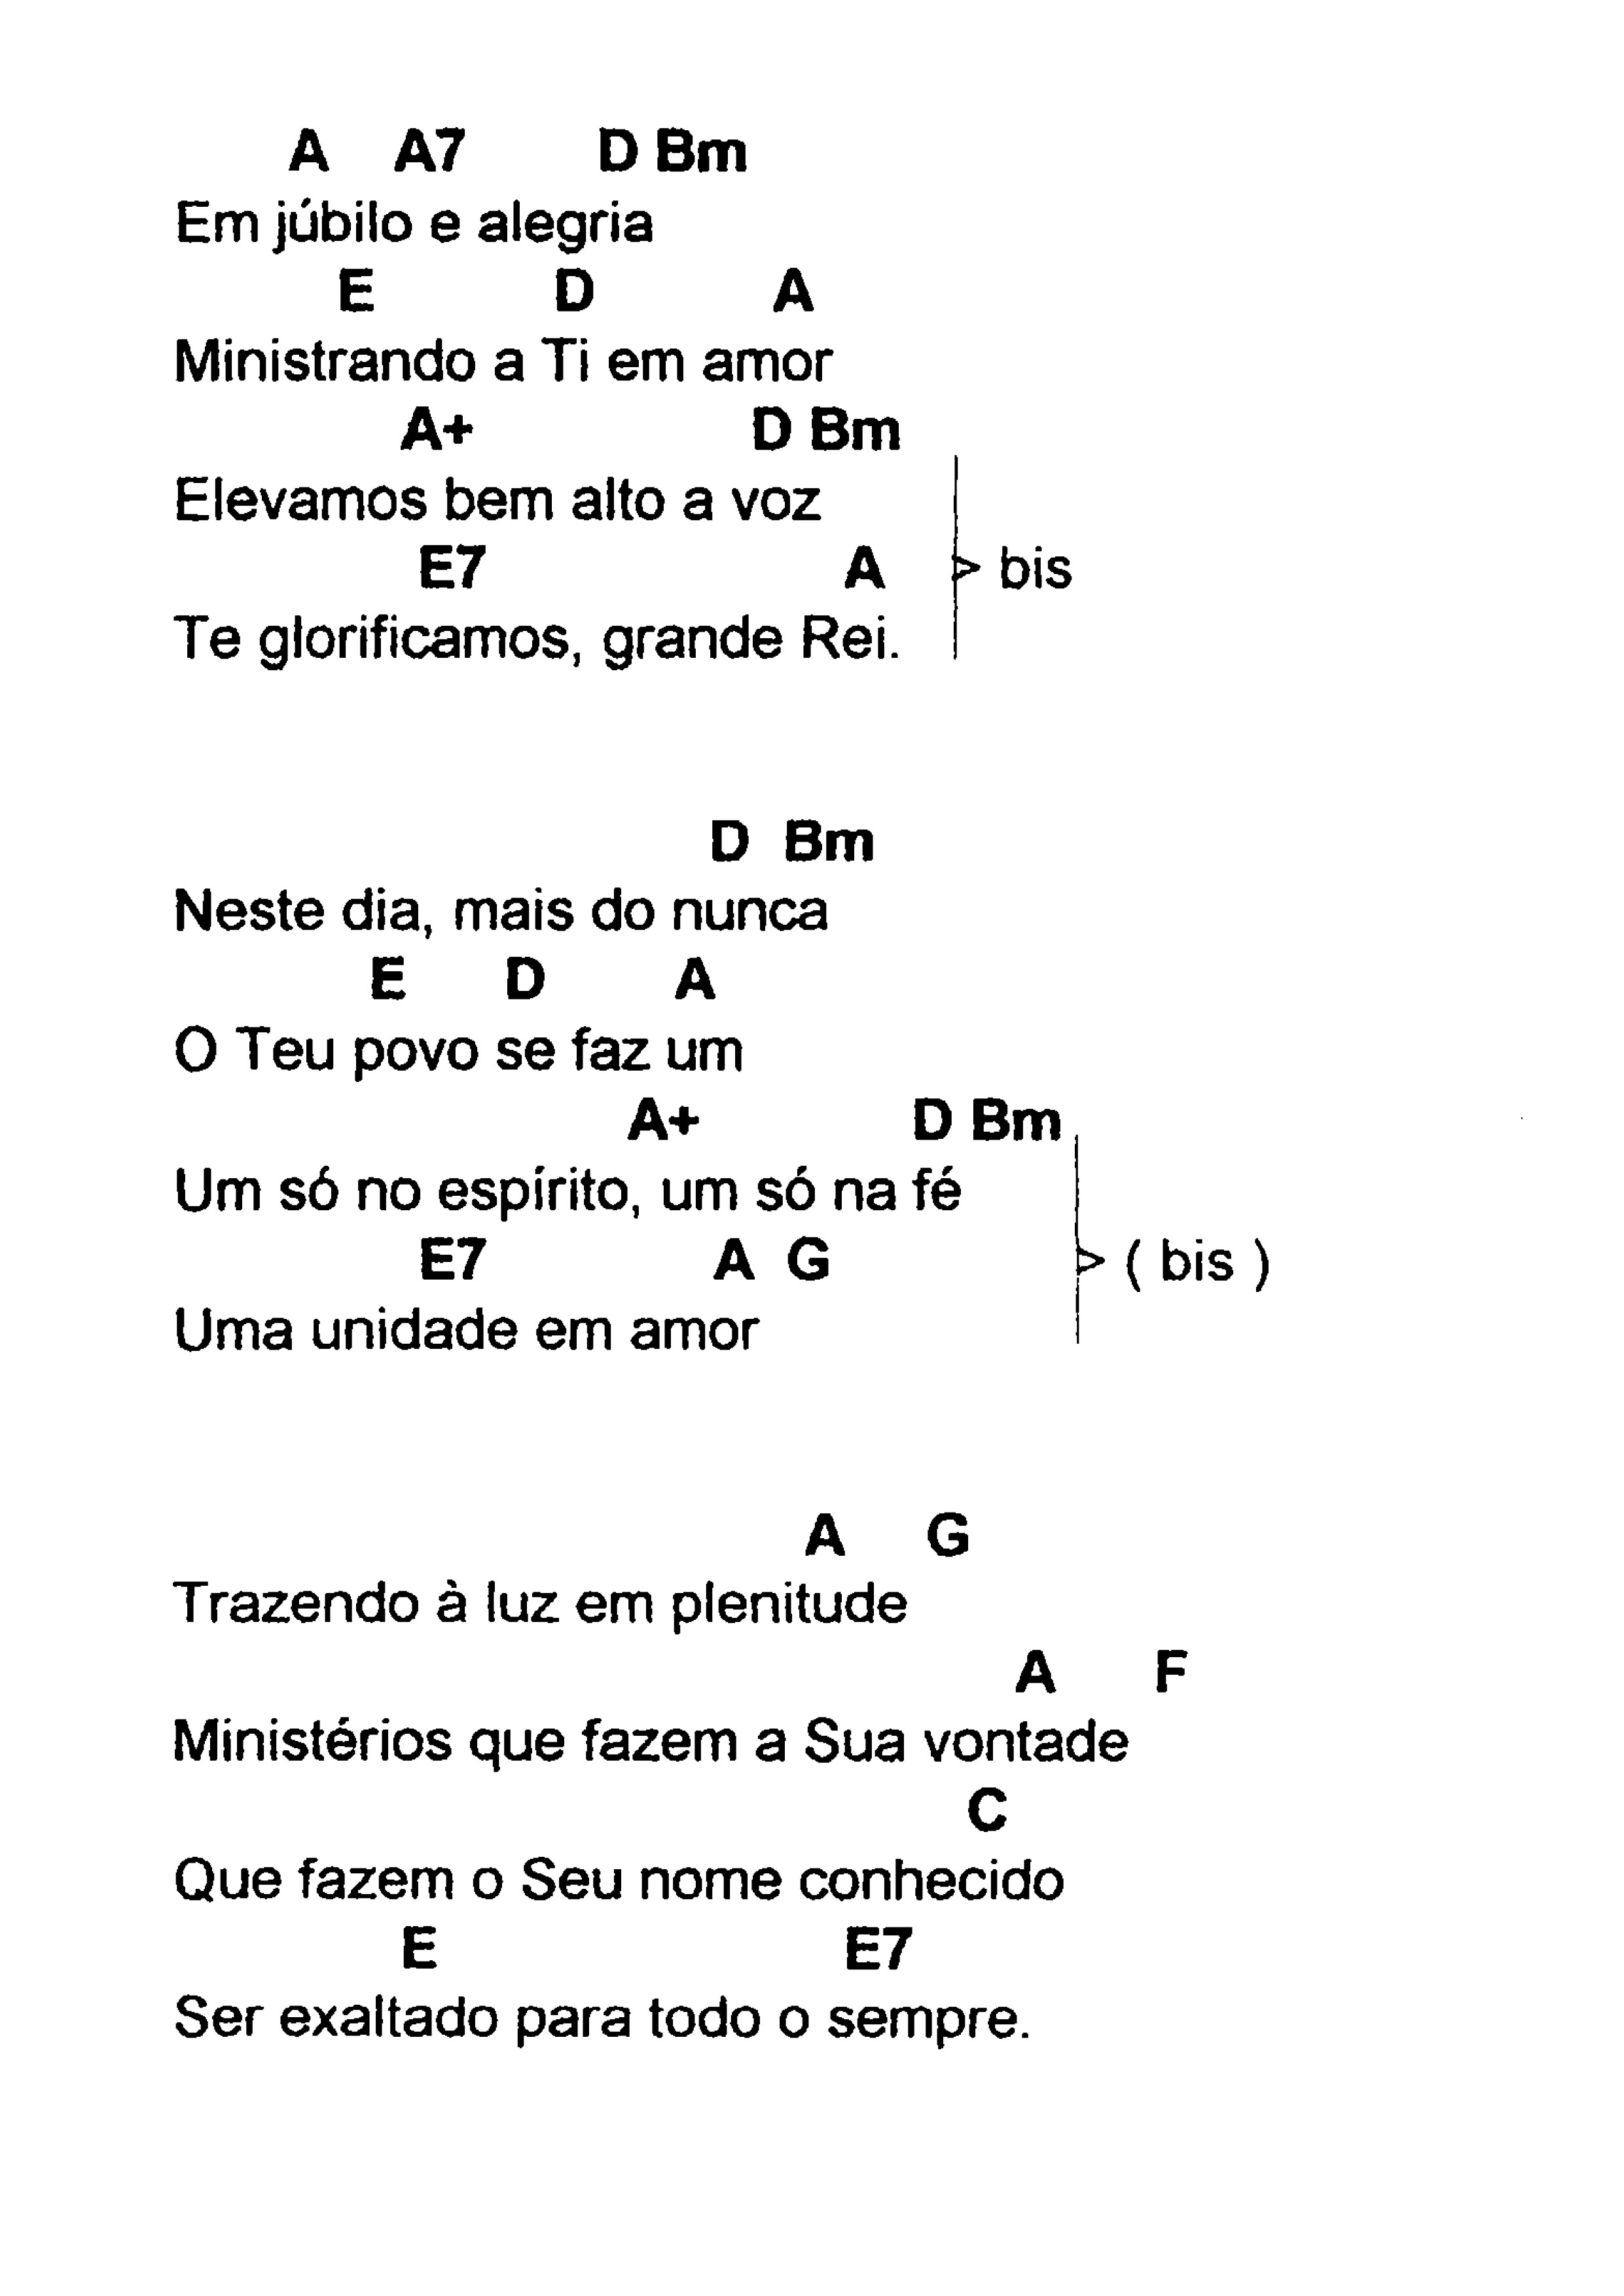 A A7 D Bm
Em júbilo e alegria
E D A
Ministrando a Ti em amor
A+ D Bm
Elevamos bem alto a voz
E7 A > bis
Te glorificamos, grande Rei.
D Bm
Neste dia, mais do nunca
E D A
O Teu povo se faz um
A+ D Bm
Um só no espírito, um só na fé
E7 A G > ( bis )
Uma unidade em amor
A G
Trazendo à luz em plenitude
A F
Ministérios que fazem a Sua vontade
C
Que fazem o Seu nome conhecido
E E7
Ser exaltado para todo o sempre.